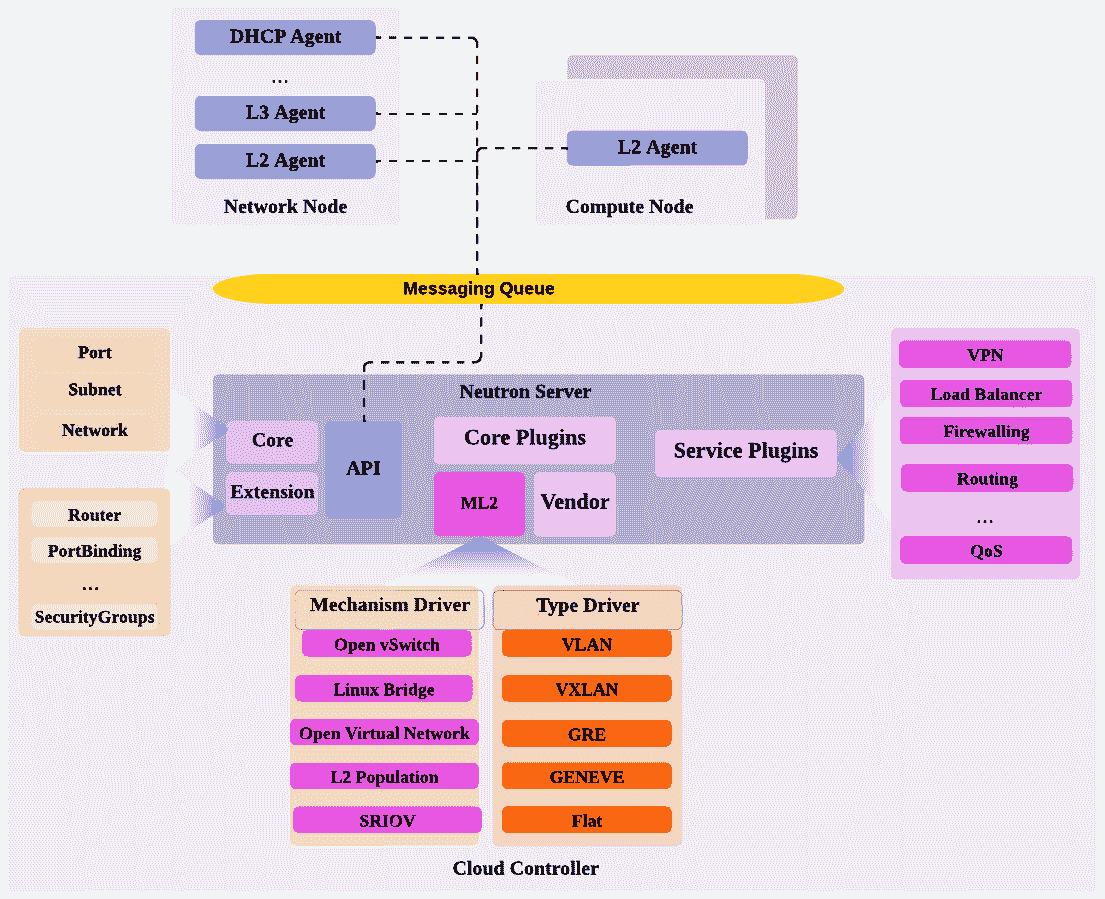 DHCP Agent
...
L3 Agent
L2 Agent
Network Node
L2 Agent
Compute Node
Messaging Queue
Port
Subnet
Network
Router
PortBinding
...
SecurityGroups
Neutron Server
Core
Extension
API
Core Plugins
ML2
Vendor
Service Plugins
VPN
Load Balancer
Firewalling
Routing
...
QoS
Mechanism Driver
Open vSwitch
Linux Bridge
Open Virtual Network
L2 Population
SRIOV
Type Driver
VLAN
VXLAN
GRE
GENEVE
Flat
Cloud Controller